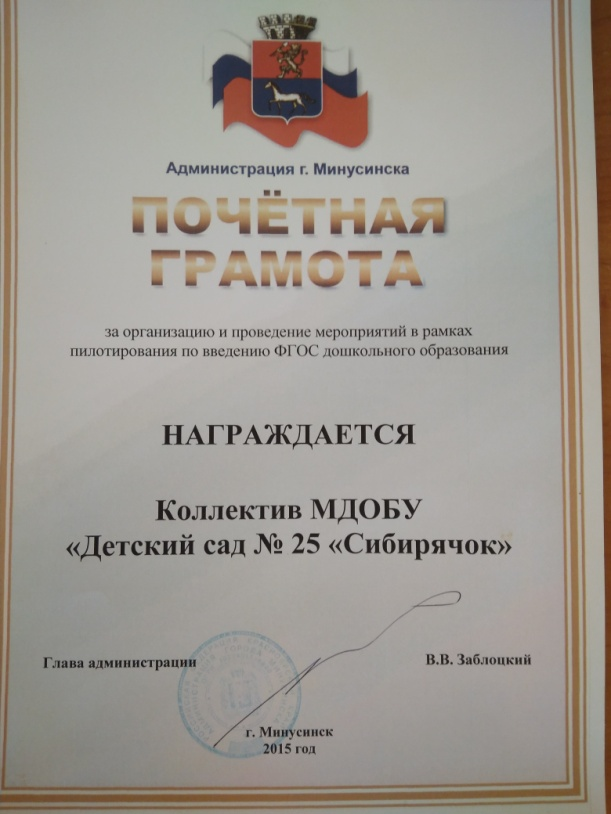 Администрация г. Минусинска
ПОЧЁТНАЯ
ГРАМОТА
за организацию и проведение мероприятий в рамках
пилотирования по введению ФГОС дошкольного образования
НАГРАЖДАЕТСЯ
Коллектив МДОБУ
«Детский сад № 25 «Сибирячок»
Глава администрации
В.В. Заблоцкий
г. Минусинск
2015 год